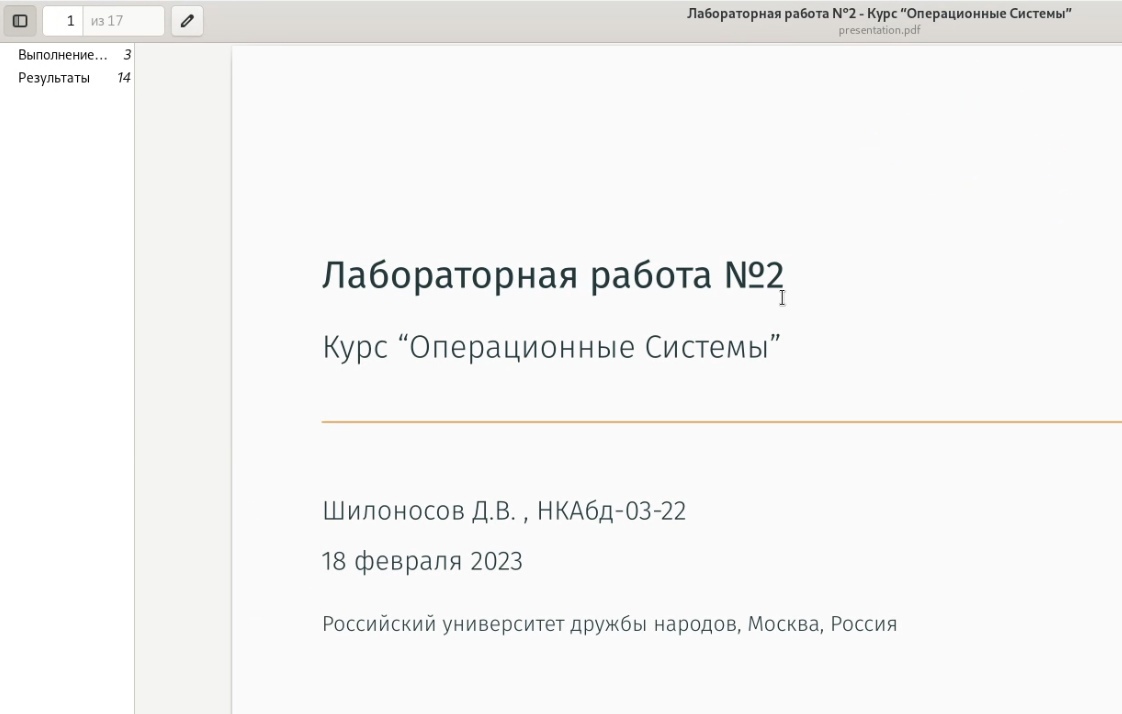 1 из 17
Лабораторная работа №2 - Курс “Операционные Системы”
presentation.pdf
Выполнение… 3
Результаты 14
Лабораторная работа №2
Курс “Операционные Системы”
Шилоносов Д.В. , НКАбд-03-22
18 февраля 2023
Российский университет дружбы народов, Москва, Россия